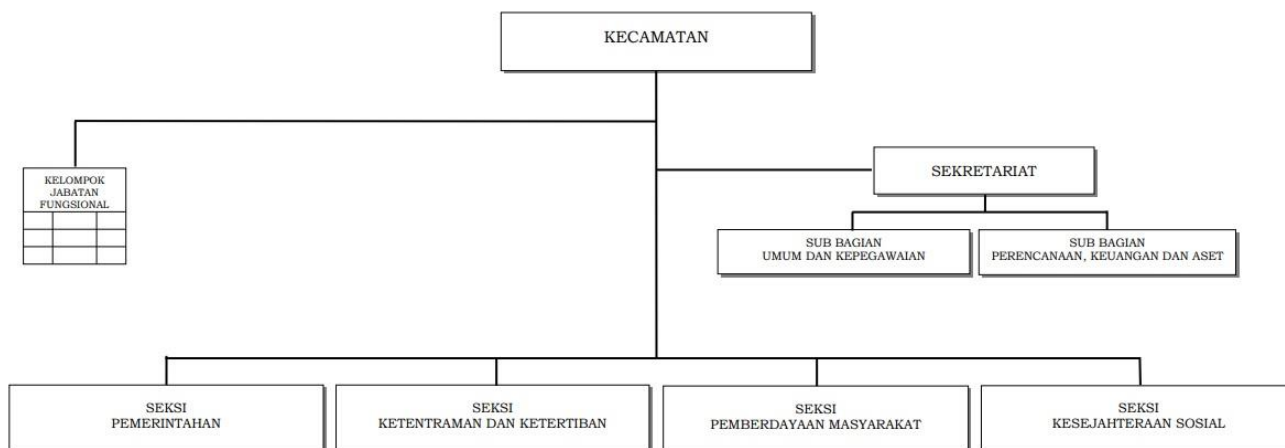 KECAMATAN
KELOMPOK
JABATAN
FUNGSIONAL
SEKRETARIAT
SUB BAGIAN
UMUM DAN KEPEGAWAIAN
SUB BAGIAN
PERENCANAAN, KEUANGAN DAN ASET
SEKSI
PEMERINTAHAN
SEKSI
KETENTRAMAN DAN KETERTIBAN
SEKSI
PEMBERDAYAAN MASYARAKAT
SEKSI
KESEJAHTERAAN SOSIAL